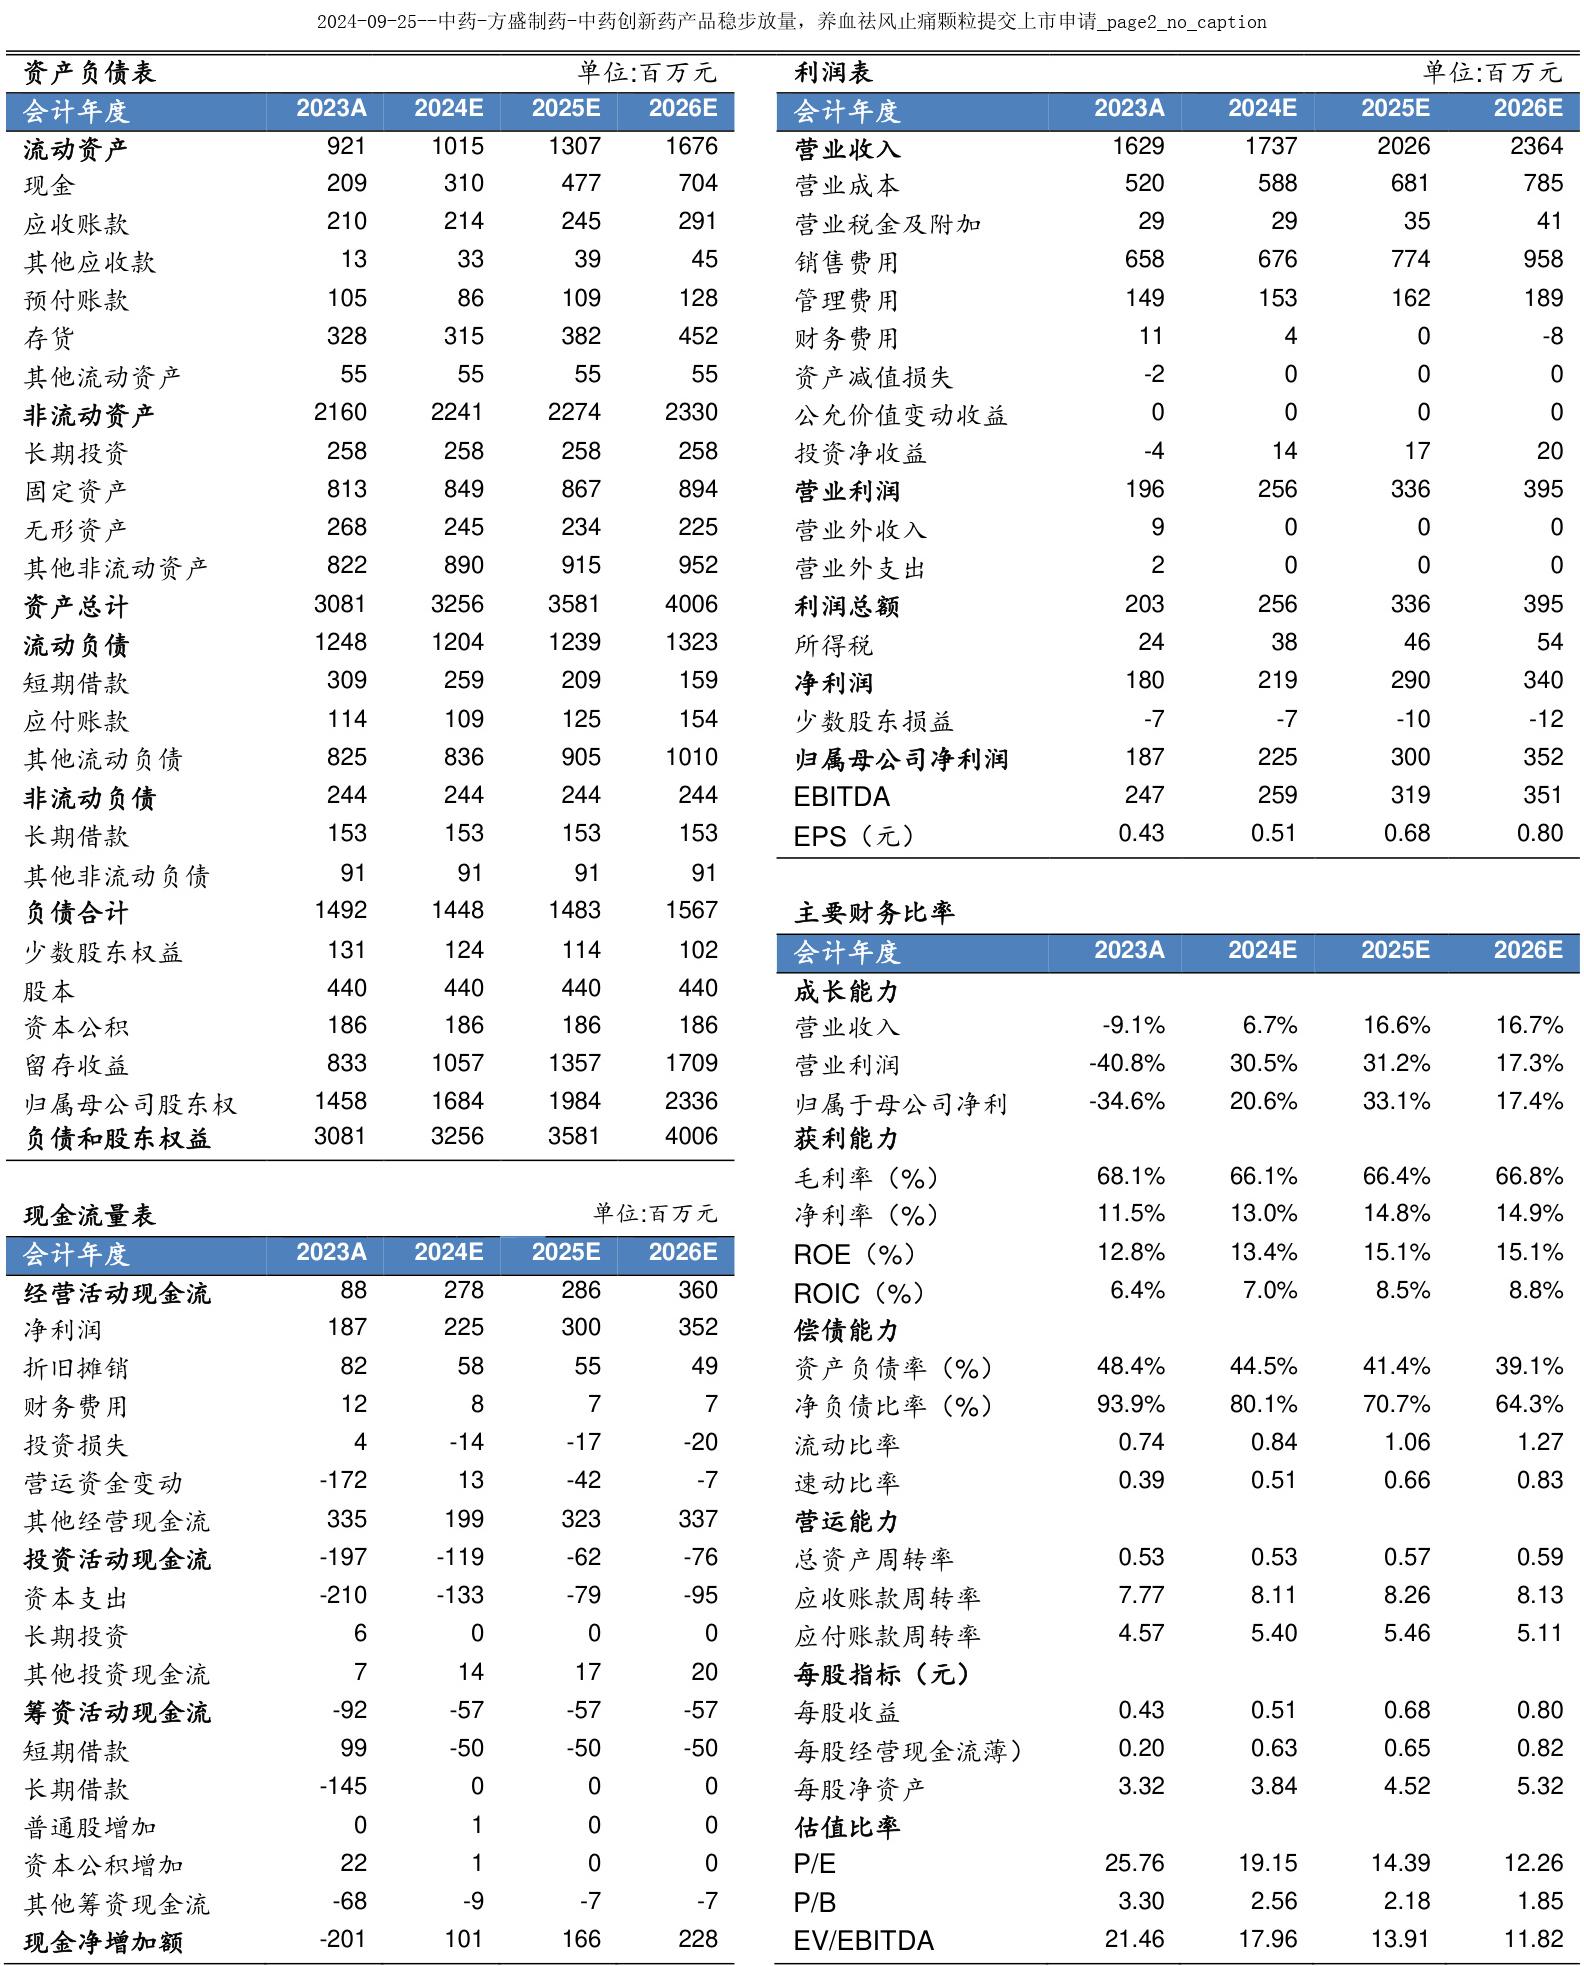 2024-09-25--中药-方盛制药-中药创新药产品稳步放量，养血祛风止痛颗粒提交上市申请_page2_no_caption
资产负债表 单位:百万元
会计年度 2023A 2024E 2025E 2026E
流动资产 921 1015 1307 1676
现金 209 310 477 704
应收账款 210 214 245 291
其他应收款 13 33 39 45
预付账款 105 86 109 128
存货 328 315 382 452
其他流动资产 55 55 55 55
非流动资产 2160 2241 2274 2330
长期投资 258 258 258 258
固定资产 813 849 867 894
无形资产 268 245 234 225
其他非流动资产 822 890 915 952
资产总计 3081 3256 3581 4006
流动负债 1248 1204 1239 1323
短期借款 309 259 209 159
应付账款 114 109 125 154
其他流动负债 825 836 905 1010
非流动负债 244 244 244 244
长期借款 153 153 153 153
其他非流动负债 91 91 91 91
负债合计 1492 1448 1483 1567
少数股东权益 131 124 114 102
股本 440 440 440 440
资本公积 186 186 186 186
留存收益 833 1057 1357 1709
归属母公司股东权 1458 1684 1984 2336
负债和股东权益 3081 3256 3581 4006
现金流量表 单位:百万元
会计年度 2023A 2024E 2025E 2026E
经营活动现金流 88 278 286 360
净利润 187 225 300 352
折旧摊销 82 58 55 49
财务费用 12 8 7 7
投资损失 4 -14 -17 -20
营运资金变动 -172 13 -42 -7
其他经营现金流 335 199 323 337
投资活动现金流 -197 -119 -62 -76
资本支出 -210 -133 -79 -95
长期投资 6 0 0 0
其他投资现金流 7 14 17 20
筹资活动现金流 -92 -57 -57 -57
短期借款 99 -50 -50 -50
长期借款 -145 0 0 0
普通股增加 0 1 0 0
资本公积增加 22 1 0 0
其他筹资现金流 -68 -9 -7 -7
现金净增加额 -201 101 166 228
利润表 单位:百万元
会计年度 2023A 2024E 2025E 2026E
营业收入 1629 1737 2026 2364
营业成本 520 588 681 785
营业税金及附加 29 29 35 41
销售费用 658 676 774 958
管理费用 149 153 162 189
财务费用 11 4 0 -8
资产减值损失 -2 0 0 0
公允价值变动收益 0 0 0 0
投资净收益 -4 14 17 20
营业利润 196 256 336 395
营业外收入 9 0 0 0
营业外支出 2 0 0 0
利润总额 203 256 336 395
所得税 24 38 46 54
净利润 180 219 290 340
少数股东损益 -7 -7 -10 -12
归属母公司净利润 187 225 300 352
EBITDA 247 259 319 351
EPS（元） 0.43 0.51 0.68 0.80
主要财务比率
会计年度 2023A 2024E 2025E 2026E
成长能力
营业收入 -9.1% 6.7% 16.6% 16.7%
营业利润 -40.8% 30.5% 31.2% 17.3%
归属于母公司净利 -34.6% 20.6% 33.1% 17.4%
获利能力
毛利率（%） 68.1% 66.1% 66.4% 66.8%
净利率（%） 11.5% 13.0% 14.8% 14.9%
ROE（%） 12.8% 13.4% 15.1% 15.1%
ROIC（%） 6.4% 7.0% 8.5% 8.8%
偿债能力
资产负债率（%） 48.4% 44.5% 41.4% 39.1%
净负债比率（%） 93.9% 80.1% 70.7% 64.3%
流动比率 0.74 0.84 1.06 1.27
速动比率 0.39 0.51 0.66 0.83
营运能力
总资产周转率 0.53 0.53 0.57 0.59
应收账款周转率 7.77 8.11 8.26 8.13
应付账款周转率 4.57 5.40 5.46 5.11
每股指标（元）
每股收益 0.43 0.51 0.68 0.80
每股经营现金流薄） 0.20 0.63 0.65 0.82
每股净资产 3.32 3.84 4.52 5.32
估值比率
P/E 25.76 19.15 14.39 12.26
P/B 3.30 2.56 2.18 1.85
EV/EBITDA 21.46 17.96 13.91 11.82